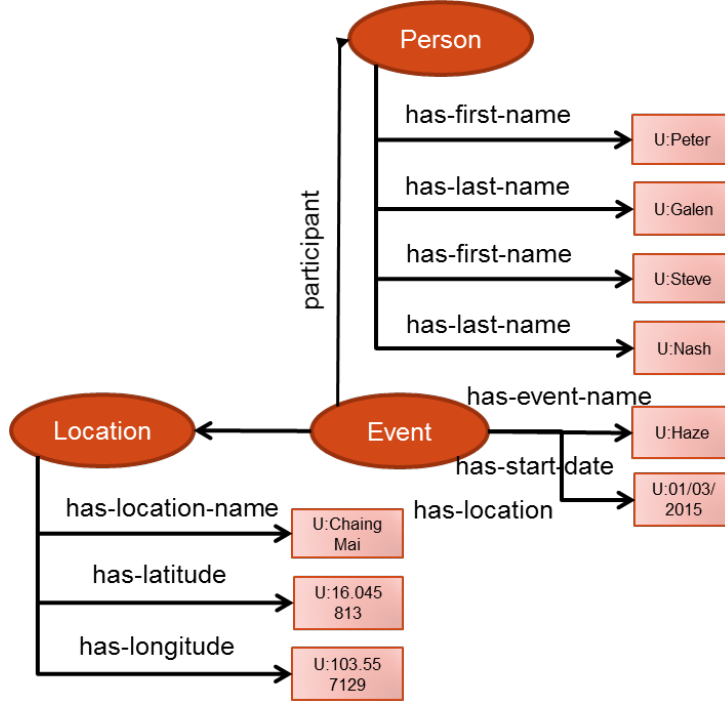 Person
has-first-name
U:Peter
has-last-name
U:Galen
has-first-name
U:Steve
has-last-name
U:Nash
participant
has-event-name
Location
Event
U:Haze
has-start-date
U:01/03/
2015
has-location
has-location-name
U:Chaing
Mai
has-latitude
U:16.045
813
has-longitude
U:103.55
7129